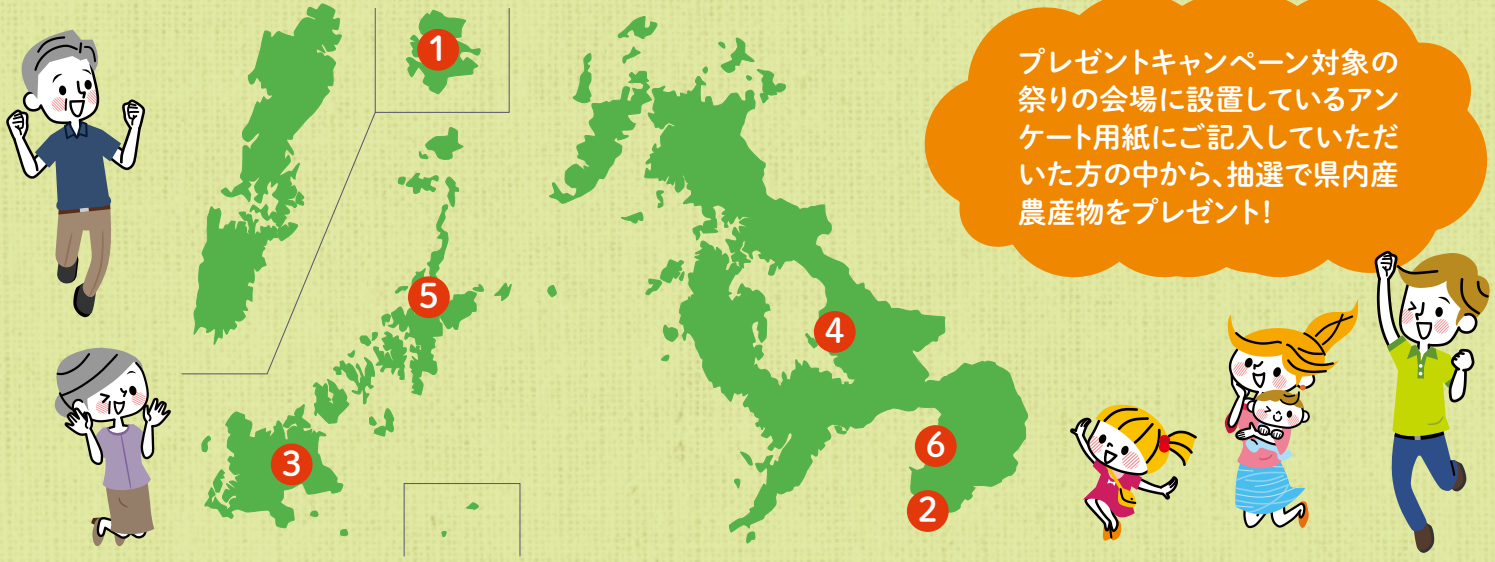 プレゼントキャンペーン対象の
祭りの会場に設置しているアン
ケート用紙にご記入していただ
いた方の中から、抽選で県内産
農産物をプレゼント!
1
5
4
3
6
2